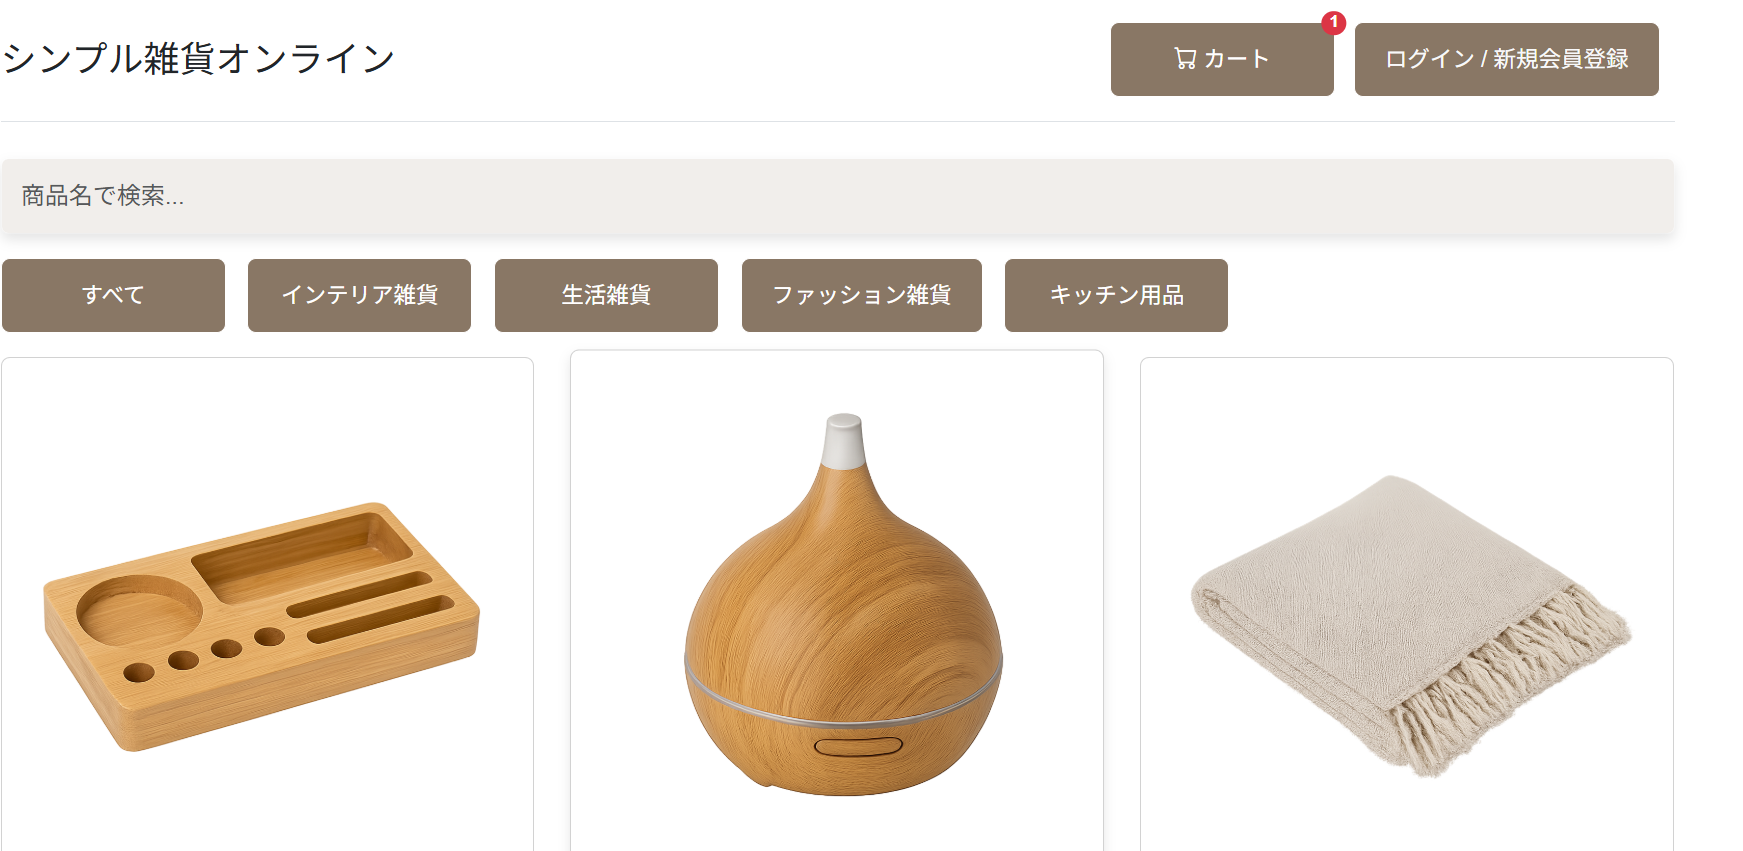 シンプル雑貨オンライン
カート
1
ログイン / 新規会員登録
商品名で検索...
すべて
インテリア雑貨
生活雑貨
ファッション雑貨
キッチン用品